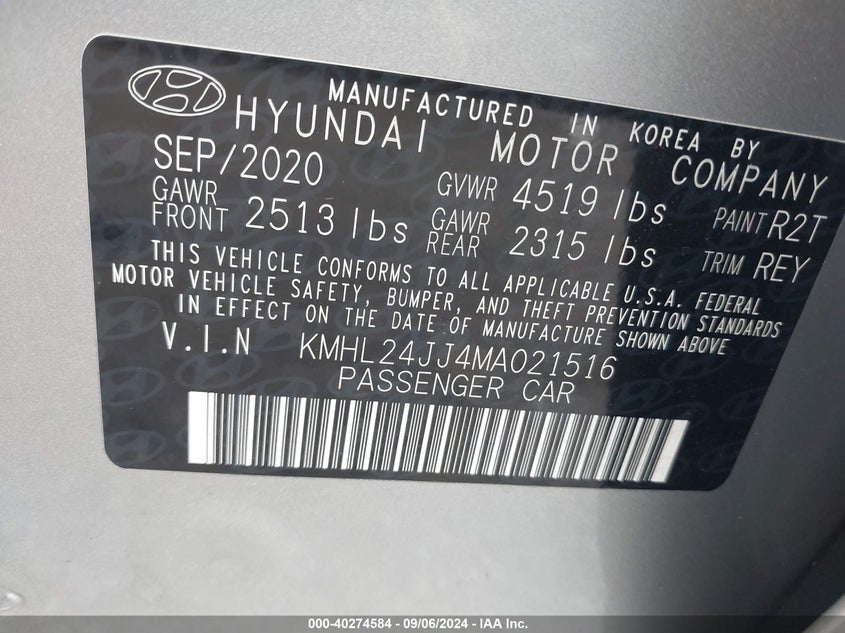 MANUFACTURED IN KOREA BY
HYUNDAI MOTOR COMPANY
SEP/2020 GVWR 4519 lbs PAINT R2T
GAWR FRONT 2513 lbs GAWR REAR 2315 lbs TRIM REY
THIS VEHICLE CONFORMS TO ALL APPLICABLE U.S.A. FEDERAL
MOTOR VEHICLE SAFETY, BUMPER, AND THEFT PREVENTION STANDARDS
IN EFFECT ON THE DATE OF MANUFACTURE SHOWN ABOVE
V.I.N KMHL24JJ4MA021516
PASSENGER CAR
000-40274584 - 09/06/2024 - IAA Inc.